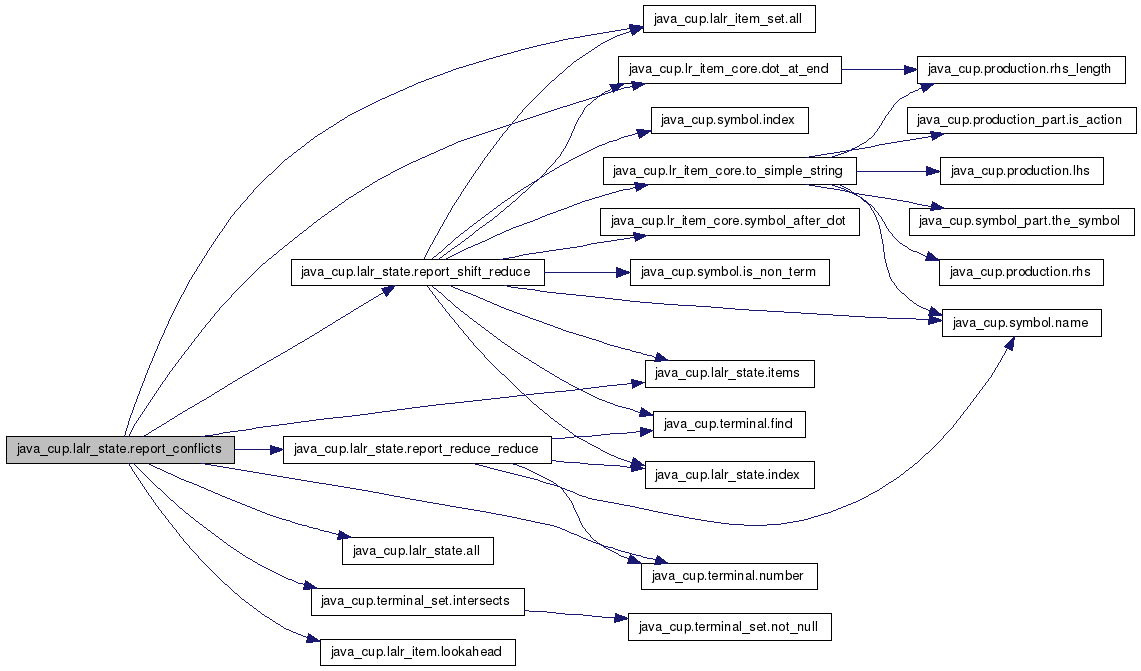 java_cup.lalr_item_set.all
java_cup.lr_item_core.dot_at_end
java_cup.production.rhs_length
java_cup.symbol.index
java_cup.production_part.is_action
java_cup.lr_item_core.to_simple_string
java_cup.production.lhs
java_cup.lr_item_core.symbol_after_dot
java_cup.symbol_part.the_symbol
java_cup.lalr_state.report_shift_reduce
java_cup.symbol.is_non_term
java_cup.production.rhs
java_cup.symbol.name
java_cup.lalr_state.items
java_cup.terminal.find
java_cup.lalr_state.report_conflicts
java_cup.lalr_state.report_reduce_reduce
java_cup.lalr_state.index
java_cup.lalr_state.all
java_cup.terminal.number
java_cup.terminal_set.intersects
java_cup.terminal_set.not_null
java_cup.lalr_item.lookahead